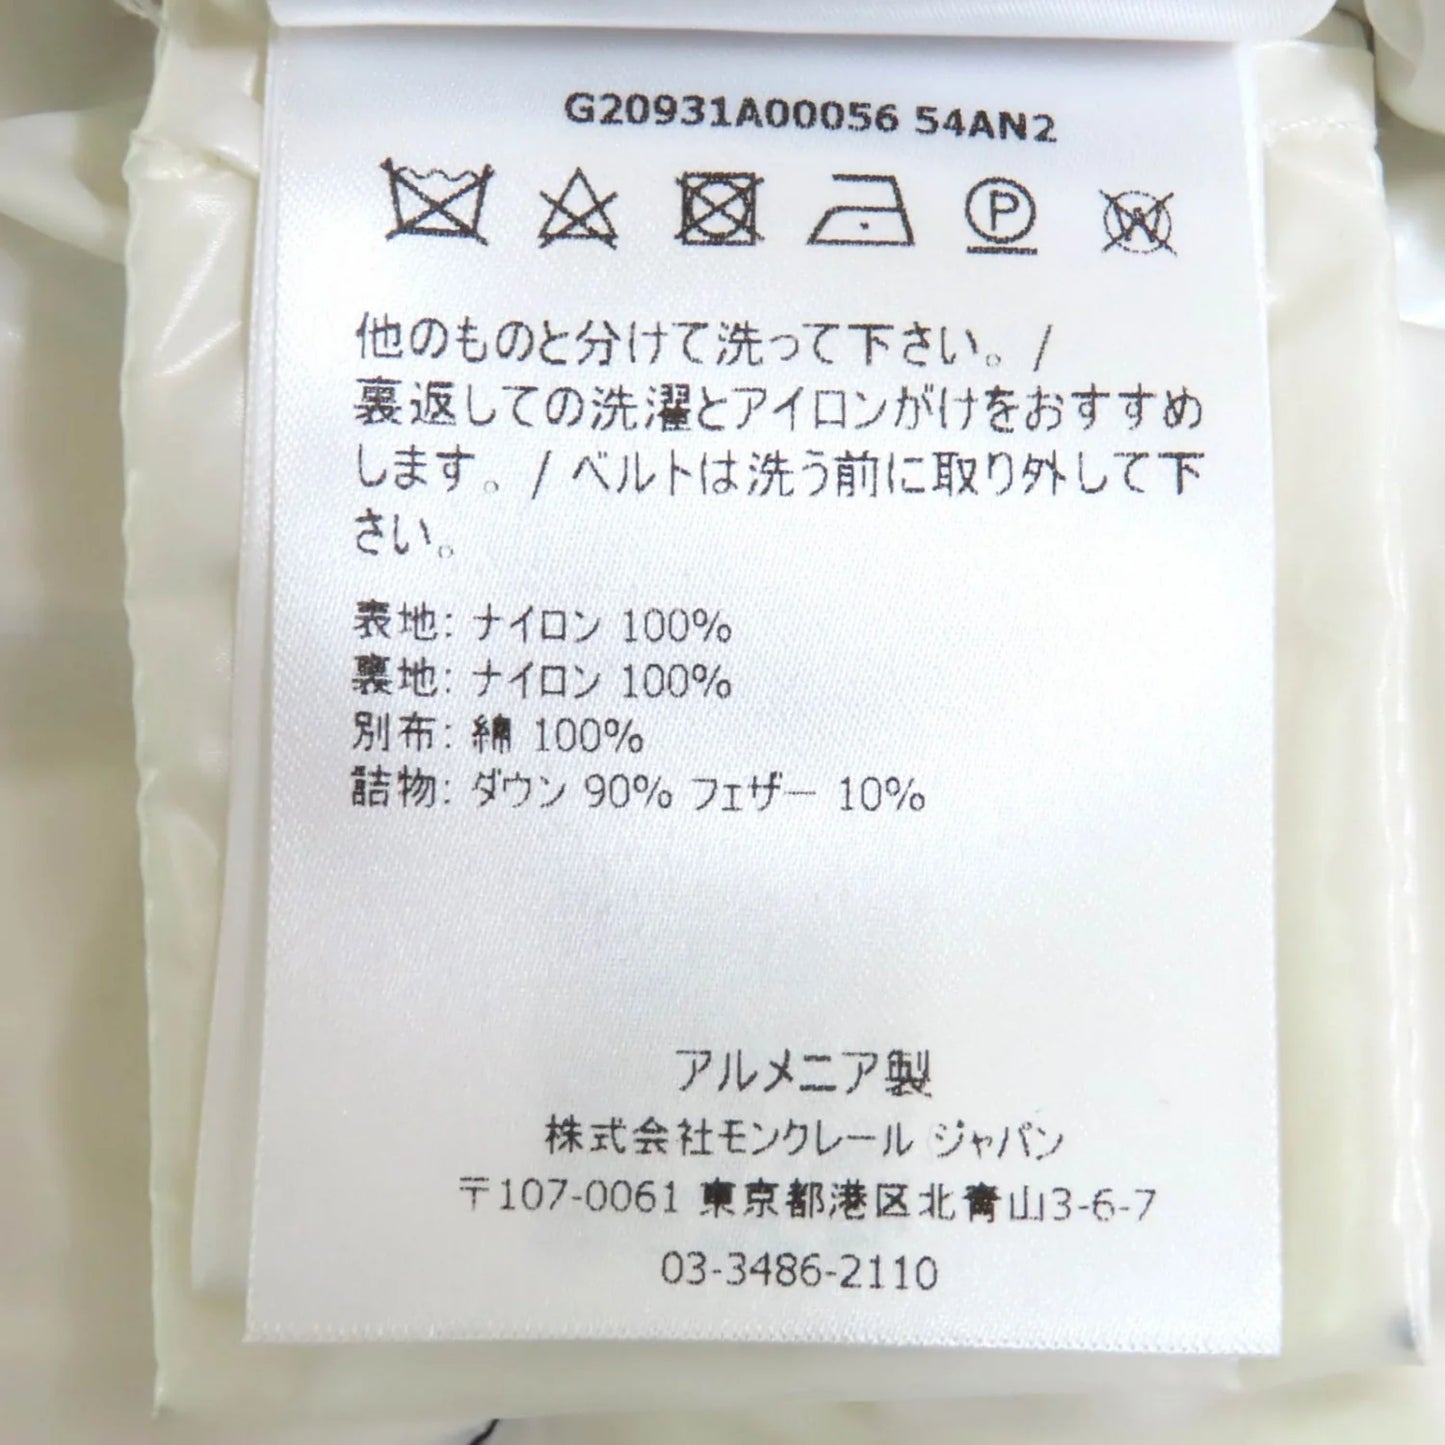 G20931A00056 54AN2
P W
他のものと分けて洗って下さい。/
裏返しての洗濯とアイロンがけをおすすめ
します。/ ベルトは洗う前に取り外して下
さい。
表地: ナイロン 100%
裏地: ナイロン 100%
別布: 綿 100%
詰物: ダウン 90% フェザー 10%
アルメニア製
株式会社モンクレール ジャパン
〒107-0061 東京都港区北青山3-6-7
03-3486-2110